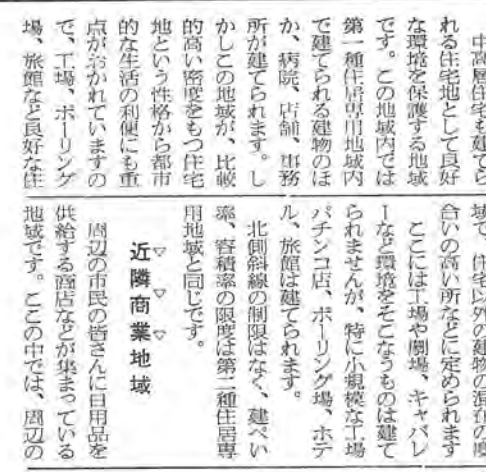 中高層住宅も建てら
れる住宅地として良好
な環境を保護する地域
です。この地域内では
第一種住居専用地域内
で建てられる建物のほ
か、病院、店舗、事務
所が建てられます。し
かしこの地域が、比較
的高い密度をもつ住宅
地という性格から都市
的な生活の利便にも重
点がおかれていますの
で、工場、ボーリング
場、旅館など良好な住
域で、住宅以外の建物の混在の度
合いの高い所などに定められます
ここには工場や劇場、キャバレ
ーなど環境をそこなうものは建て
られませんが、特に小規模な工場
パチンコ店、ボーリング場、ホテ
ル、旅館は建てられます。
北側斜線の制限はなく、建ぺい
率、容積率の限度は第二種住居専
用地域と同じです。
近隣商業地域
周辺の市民の皆さんに日用品を
供給する商店などが集まっている
地域です。ここの中では、周辺の